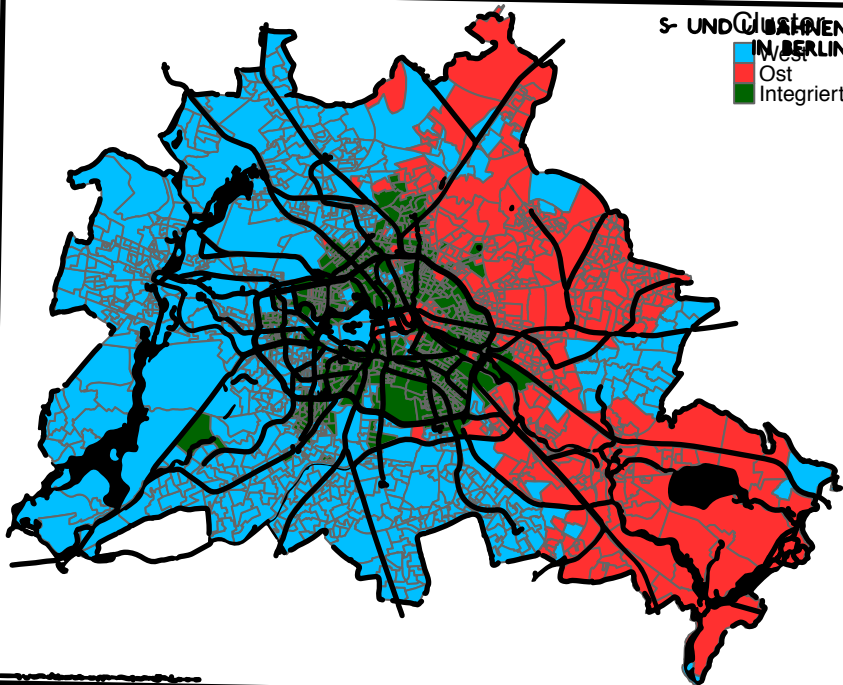 S- UND U BAHNEN
IN BERLIN
Cluster
West
Ost
Integriert